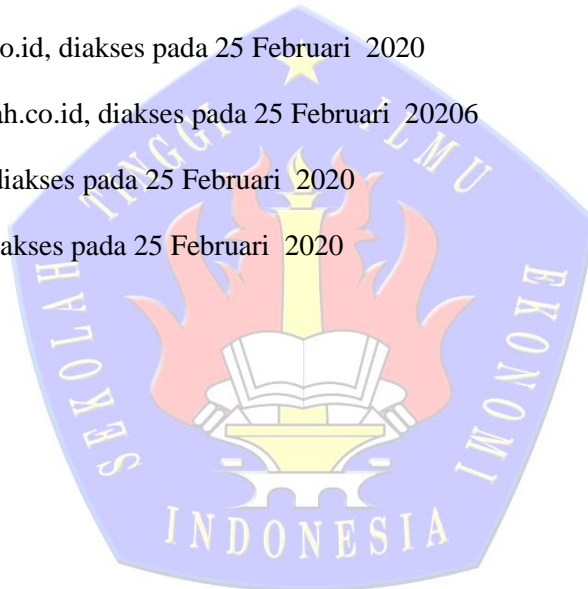 o.id, diakses pada 25 Februari 2020
ah.co.id, diakses pada 25 Februari 20206
diakses pada 25 Februari 2020
akses pada 25 Februari 2020
SEKOLAH TINGGI ILMU EKONOMI
INDONESIA